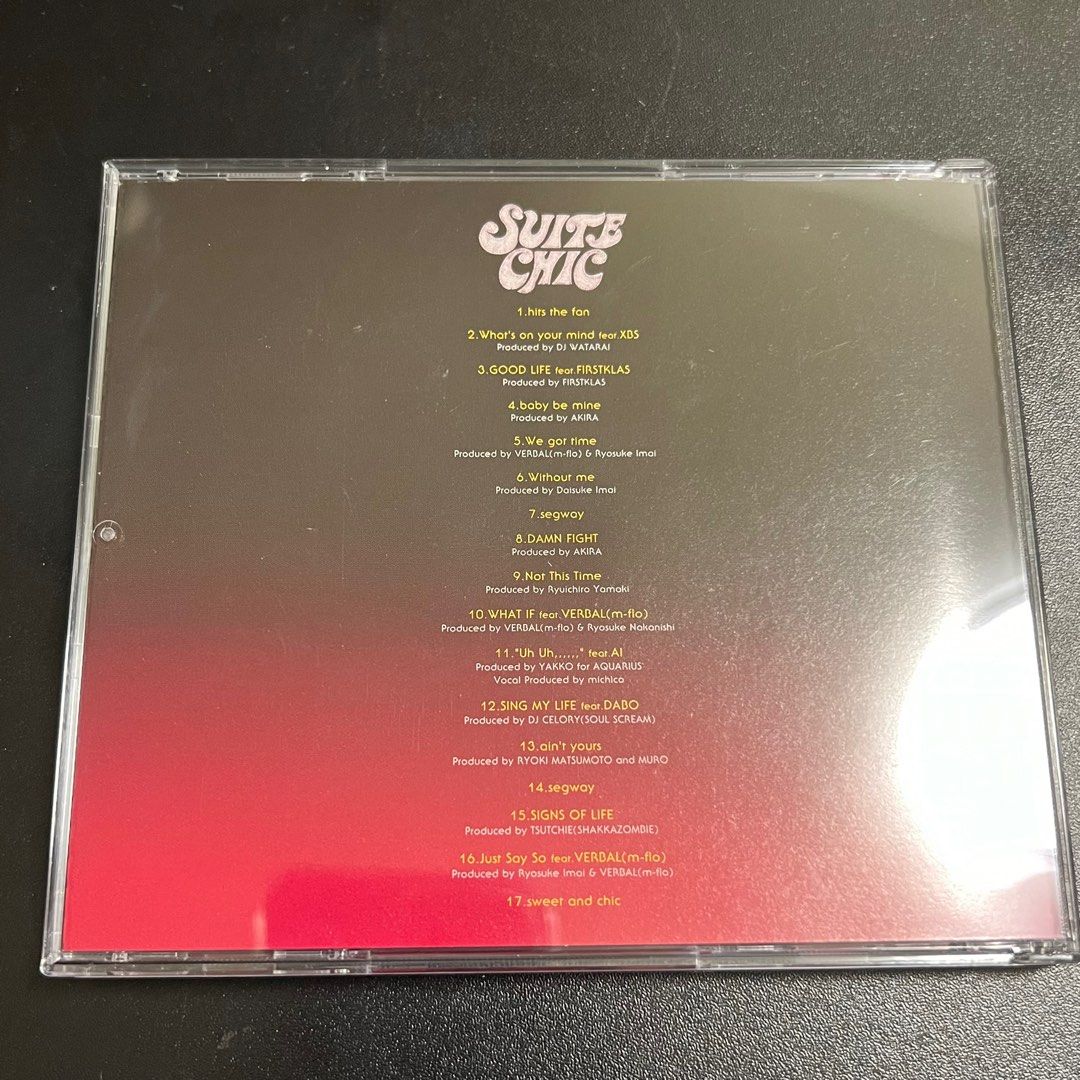 SUITE
CHIC
1.hits the fan
2.What's on your mind feat.XBS
Produced by DJ WATARAI
3.GOOD LIFE feat.FIRSTKLAS
Produced by FIRSTKLAS
4.baby be mine
Produced by AKIRA
5.We got time
Produced by VERBAL(m-flo) & Ryosuke Imai
6.Without me
Produced by Daisuke Imai
7.segway
8.DAMN FIGHT
Produced by AKIRA
9.Not This Time
Produced by Ryuichiro Yamaki
10.WHAT IF feat.VERBAL(m-flo)
Produced by VERBAL(m-flo) & Ryosuke Nakanishi
11."Uh Uh,,,,,," feat.AI
Produced by YAKKO for AQUARIUS
Vocal Produced by michico
12.SING MY LIFE feat.DABO
Produced by DJ CELORY(SOUL SCREAM)
13.ain't yours
Produced by RYOKI MATSUMOTO and MURO
14.segway
15.SIGNS OF LIFE
Produced by TSUTCHIE(SHAKKAZOMBIE)
16.Just Say So feat.VERBAL(m-flo)
Produced by Ryosuke Imai & VERBAL(m-flo)
17.sweet and chic